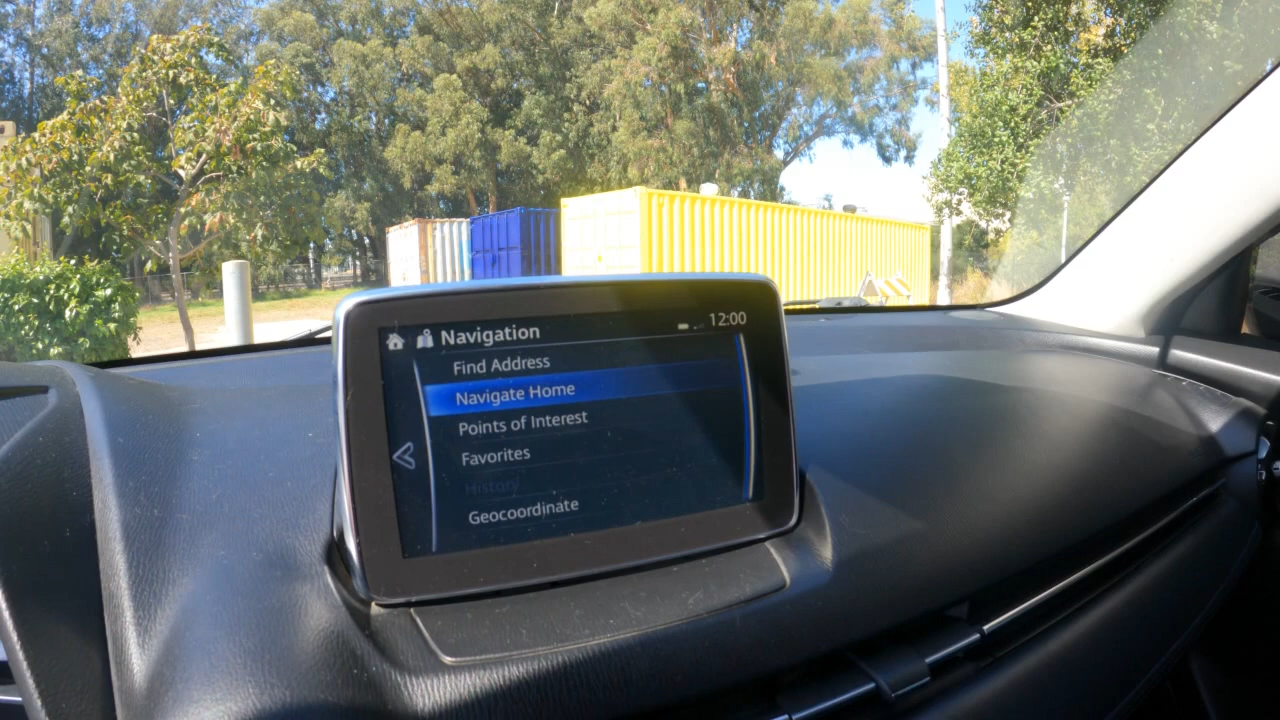 Navigation
12:00
Find Address
Navigate Home
Points of Interest
Favorites
History
Geocoordinate